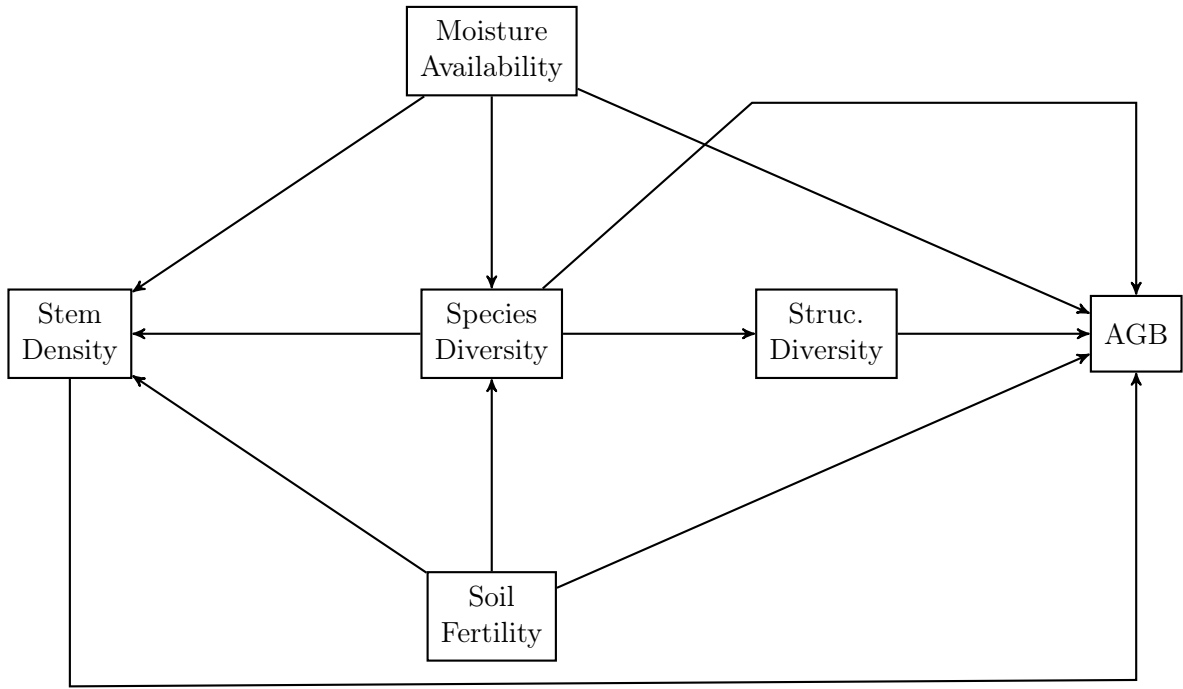 Moisture
Availability
Stem
Density
Species
Diversity
Struc.
Diversity
AGB
Soil
Fertility